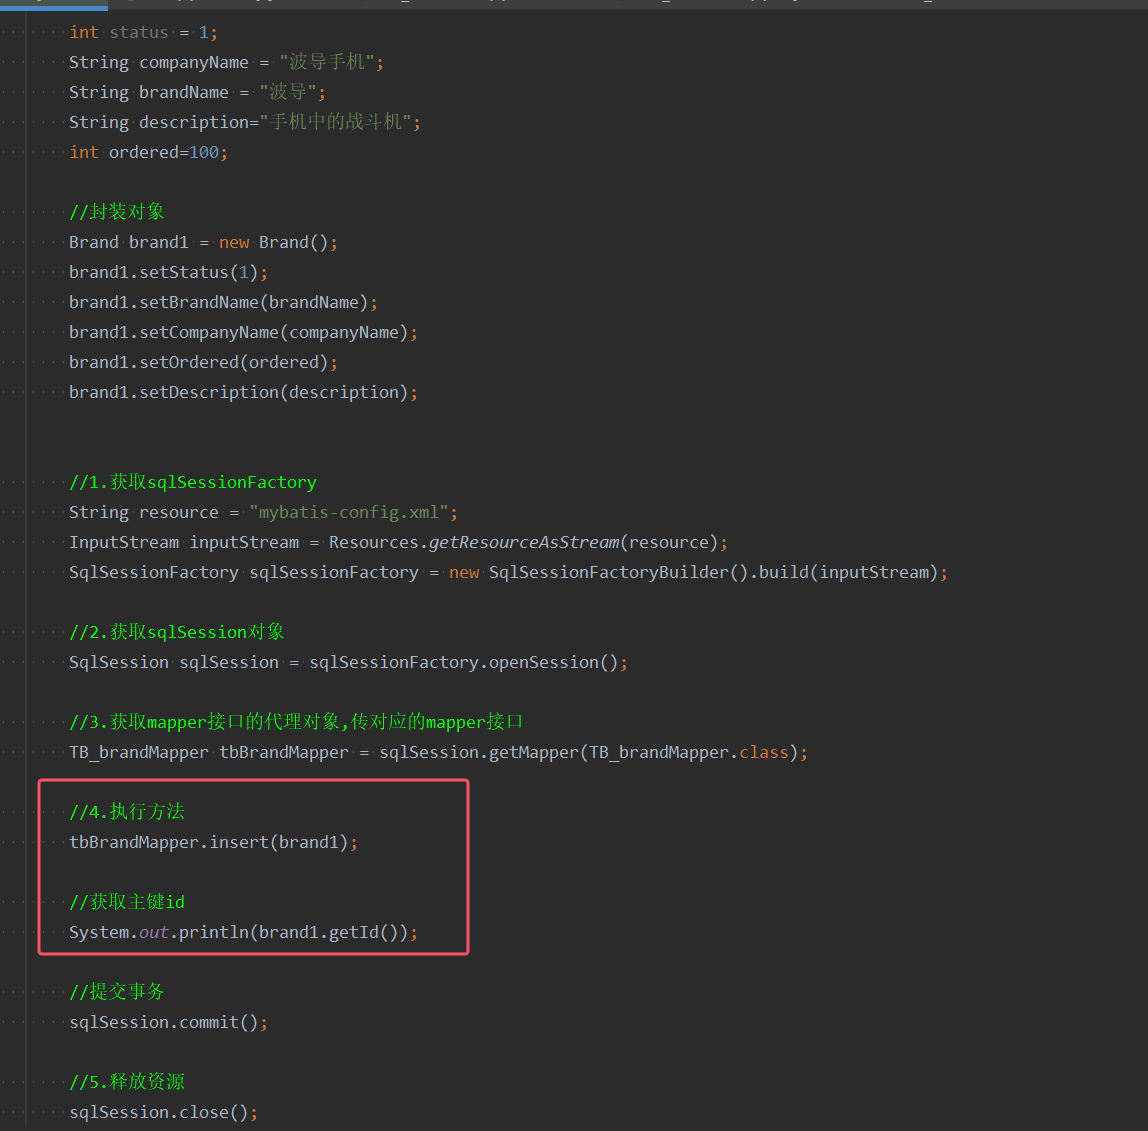 int status = 1;
String companyName = "波导手机";
String brandName = "波导";
String description="手机中的战斗机";
int ordered=100;
//封装对象
Brand brand1 = new Brand();
brand1.setStatus(1);
brand1.setBrandName(brandName);
brand1.setCompanyName(companyName);
brand1.setOrdered(ordered);
brand1.setDescription(description);
//1.获取sqlSessionFactory
String resource = "mybatis-config.xml";
InputStream inputStream = Resources.getResourceAsStream(resource);
SqlSessionFactory sqlSessionFactory = new SqlSessionFactoryBuilder().build(inputStream);
//2.获取sqlSession对象
SqlSession sqlSession = sqlSessionFactory.openSession();
//3.获取mapper接口的代理对象,传对应的mapper接口
TB_brandMapper tbBrandMapper = sqlSession.getMapper(TB_brandMapper.class);
//4.执行方法
tbBrandMapper.insert(brand1);
//获取主键id
System.out.println(brand1.getId());
//提交事务
sqlSession.commit();
//5.释放资源
sqlSession.close();